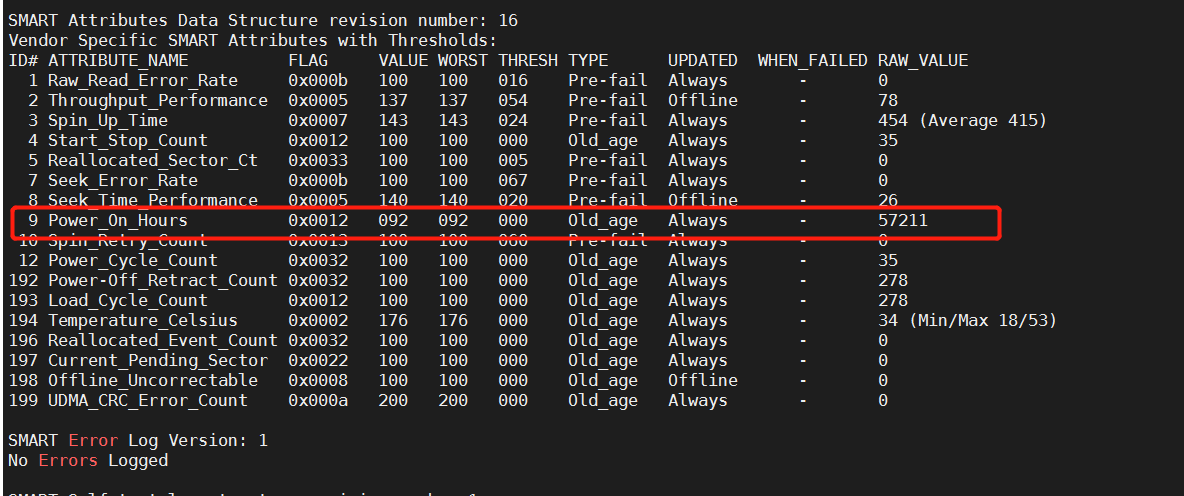 SMART Attributes Data Structure revision number: 16
Vendor Specific SMART Attributes with Thresholds:
ID# ATTRIBUTE_NAME          FLAG     VALUE WORST THRESH TYPE      UPDATED  WHEN_FAILED RAW_VALUE
  1 Raw_Read_Error_Rate     0x000b   100   100   016    Pre-fail  Always       -       0
  2 Throughput_Performance  0x0005   137   137   054    Pre-fail  Offline      -       78
  3 Spin_Up_Time            0x0007   143   143   024    Pre-fail  Always       -       454 (Average 415)
  4 Start_Stop_Count        0x0012   100   100   000    Old_age   Always       -       35
  5 Reallocated_Sector_Ct   0x0033   100   100   005    Pre-fail  Always       -       0
  7 Seek_Error_Rate         0x000b   100   100   067    Pre-fail  Always       -       0
  8 Seek_Time_Performance   0x0005   140   140   020    Pre-fail  Offline      -       26
  9 Power_On_Hours          0x0012   092   092   000    Old_age   Always       -       57211
 10 Spin_Retry_Count        0x0013   100   100   060    Pre-fail  Always       -       0
 12 Power_Cycle_Count       0x0032   100   100   000    Old_age   Always       -       35
192 Power-Off_Retract_Count 0x0032   100   100   000    Old_age   Always       -       278
193 Load_Cycle_Count        0x0012   100   100   000    Old_age   Always       -       278
194 Temperature_Celsius     0x0002   176   176   000    Old_age   Always       -       34 (Min/Max 18/53)
196 Reallocated_Event_Count 0x0032   100   100   000    Old_age   Always       -       0
197 Current_Pending_Sector  0x0022   100   100   000    Old_age   Always       -       0
198 Offline_Uncorrectable   0x0008   100   100   000    Old_age   Offline      -       0
199 UDMA_CRC_Error_Count    0x000a   200   200   000    Old_age   Always       -       0
SMART Error Log Version: 1
No Errors Logged